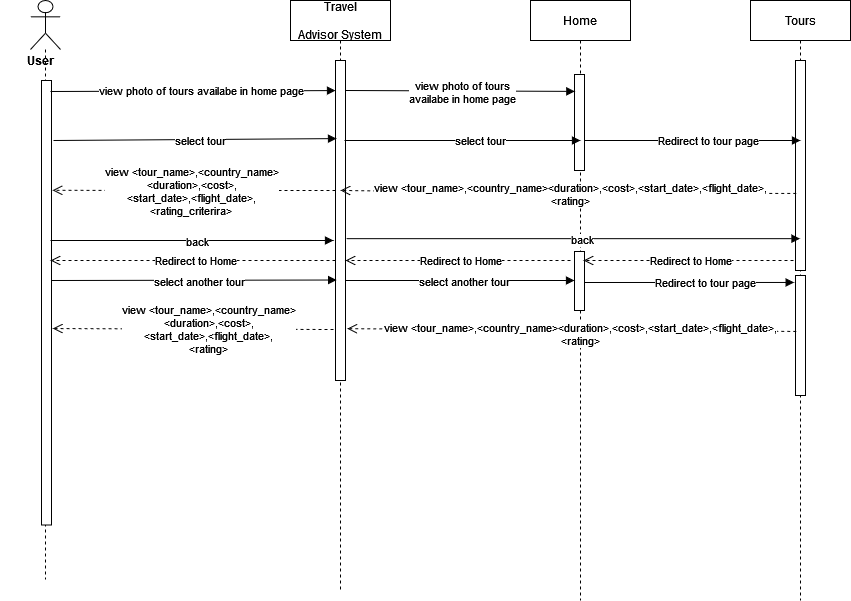 Travel
Advisor System
Home
Tours
User
view photo of tours availabe in home page
view photo of tours
availabe in home page
select tour
select tour
Redirect to tour page
view <tour_name>,<country_name>
<duration>,<cost>,
<start_date>,<flight_date>,
<rating_criterira>
view <tour_name>,<country_name><duration>,<cost>,<start_date>,<flight_date>,
<rating>
back
back
Redirect to Home
Redirect to Home
Redirect to Home
select another tour
select another tour
Redirect to tour page
view <tour_name>,<country_name>
<duration>,<cost>,
<start_date>,<flight_date>,
<rating>
view <tour_name>,<country_name><duration>,<cost>,<start_date>,<flight_date>,
<rating>